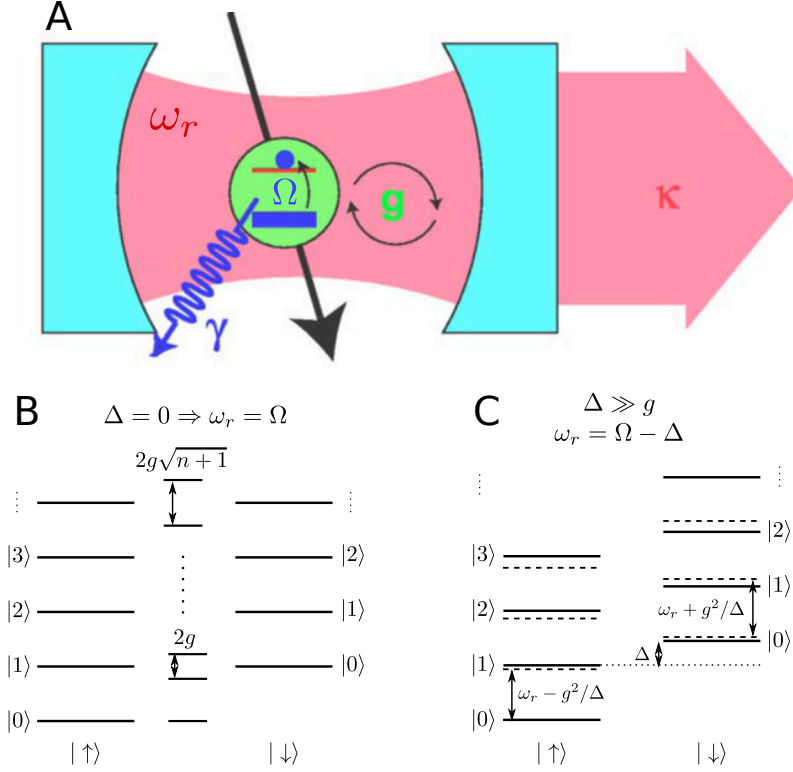 A
ω_r
Ω
g
κ
γ
B
Δ = 0 ⇒ ω_r = Ω
2g√n + 1
|3⟩
|2⟩
|2⟩
|1⟩
2g
|1⟩
|0⟩
|0⟩
| ↑⟩
| ↓⟩
C
Δ ≫ g
ω_r = Ω − Δ
|2⟩
|3⟩
|1⟩
|2⟩
ω_r + g²/Δ
|0⟩
Δ
|1⟩
ω_r − g²/Δ
|0⟩
| ↑⟩
| ↓⟩